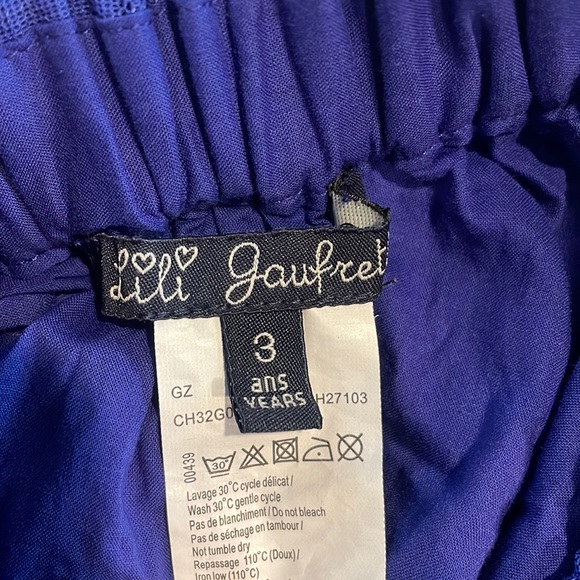 Lili gaufret
3
ans
YEARS
GZ
CH32G0 H27103
00439
30°
Lavage 30°C cycle délicat /
Wash 30°C gentle cycle
Pas de blanchiment / Do not bleach
Pas de séchage en tambour /
Not tumble dry
Repassage 110°C (Doux) /
Iron low (110°C)